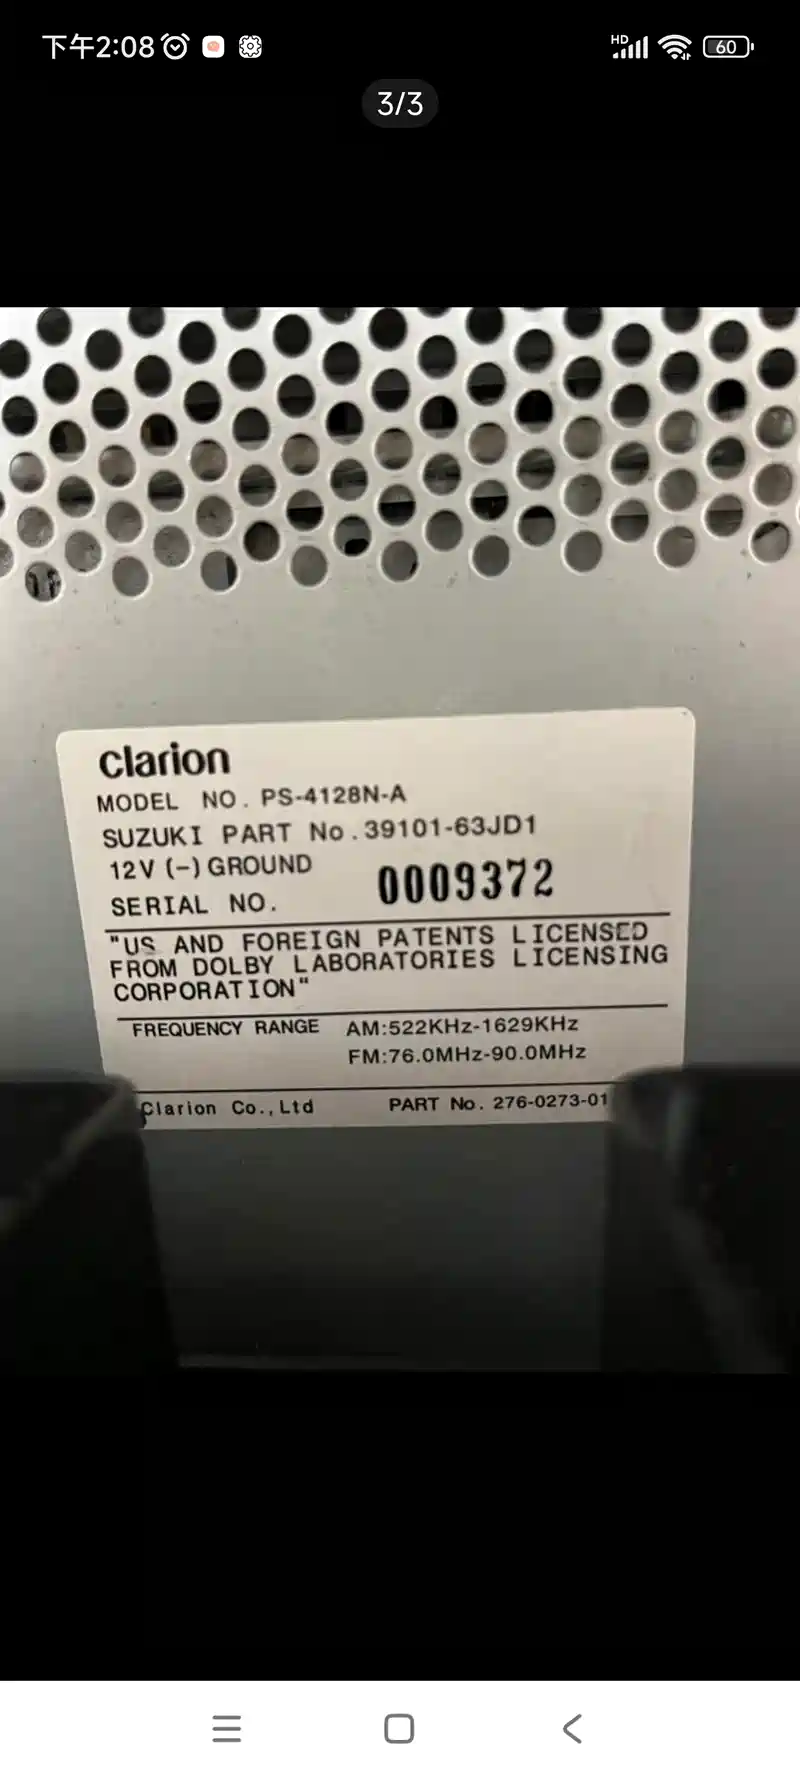 下午2:08
HD
60
3/3
clarion
MODEL NO. PS-4128N-A
SUZUKI PART No.39101-63JD1
12V (-) GROUND
SERIAL NO. 0009372
"US AND FOREIGN PATENTS LICENSED
FROM DOLBY LABORATORIES LICENSING
CORPORATION"
FREQUENCY RANGE AM:522KHz-1629KHz
FM:76.0MHz-90.0MHz
Clarion Co.,Ltd PART No. 276-0273-01